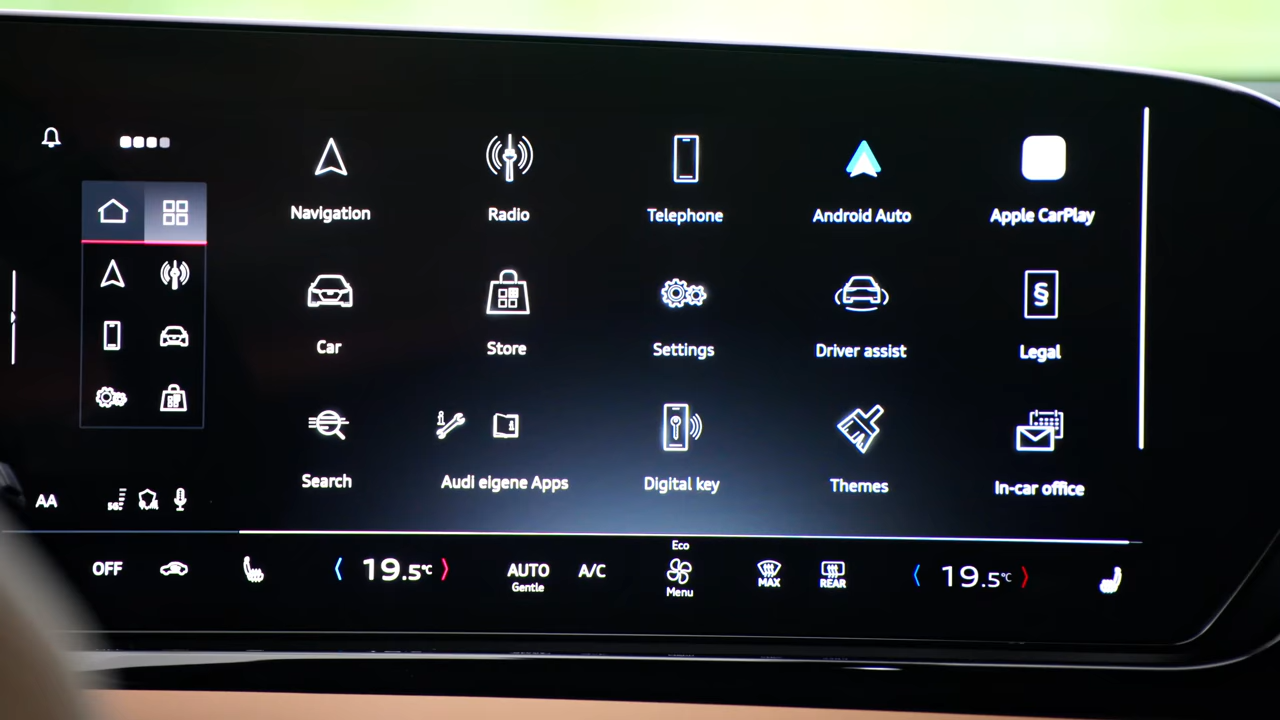 Navigation
Radio
Telephone
Android Auto
Apple CarPlay
Car
Store
Settings
Driver assist
§
Legal
Search
Audi eigene Apps
Digital key
Themes
In-car office
AA
5G
OFF
19.5°C
AUTO
Gentle
A/C
Eco
Menu
MAX
REAR
19.5°C